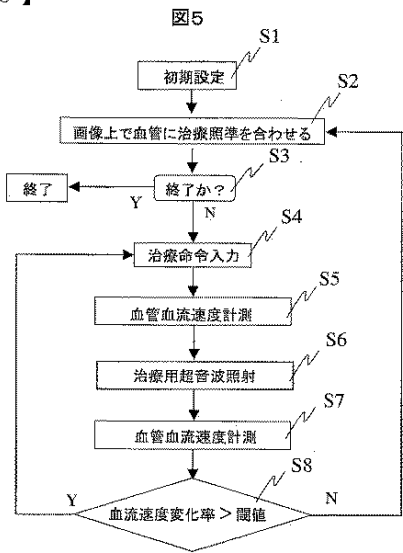 図5
S1
初期設定
S2
画像上で血管に治療照準を合わせる
S3
終了
終了か？
Y
N
S4
治療命令入力
S5
血管血流速度計測
S6
治療用超音波照射
S7
血管血流速度計測
S8
Y
N
血流速度変化率＞閾値